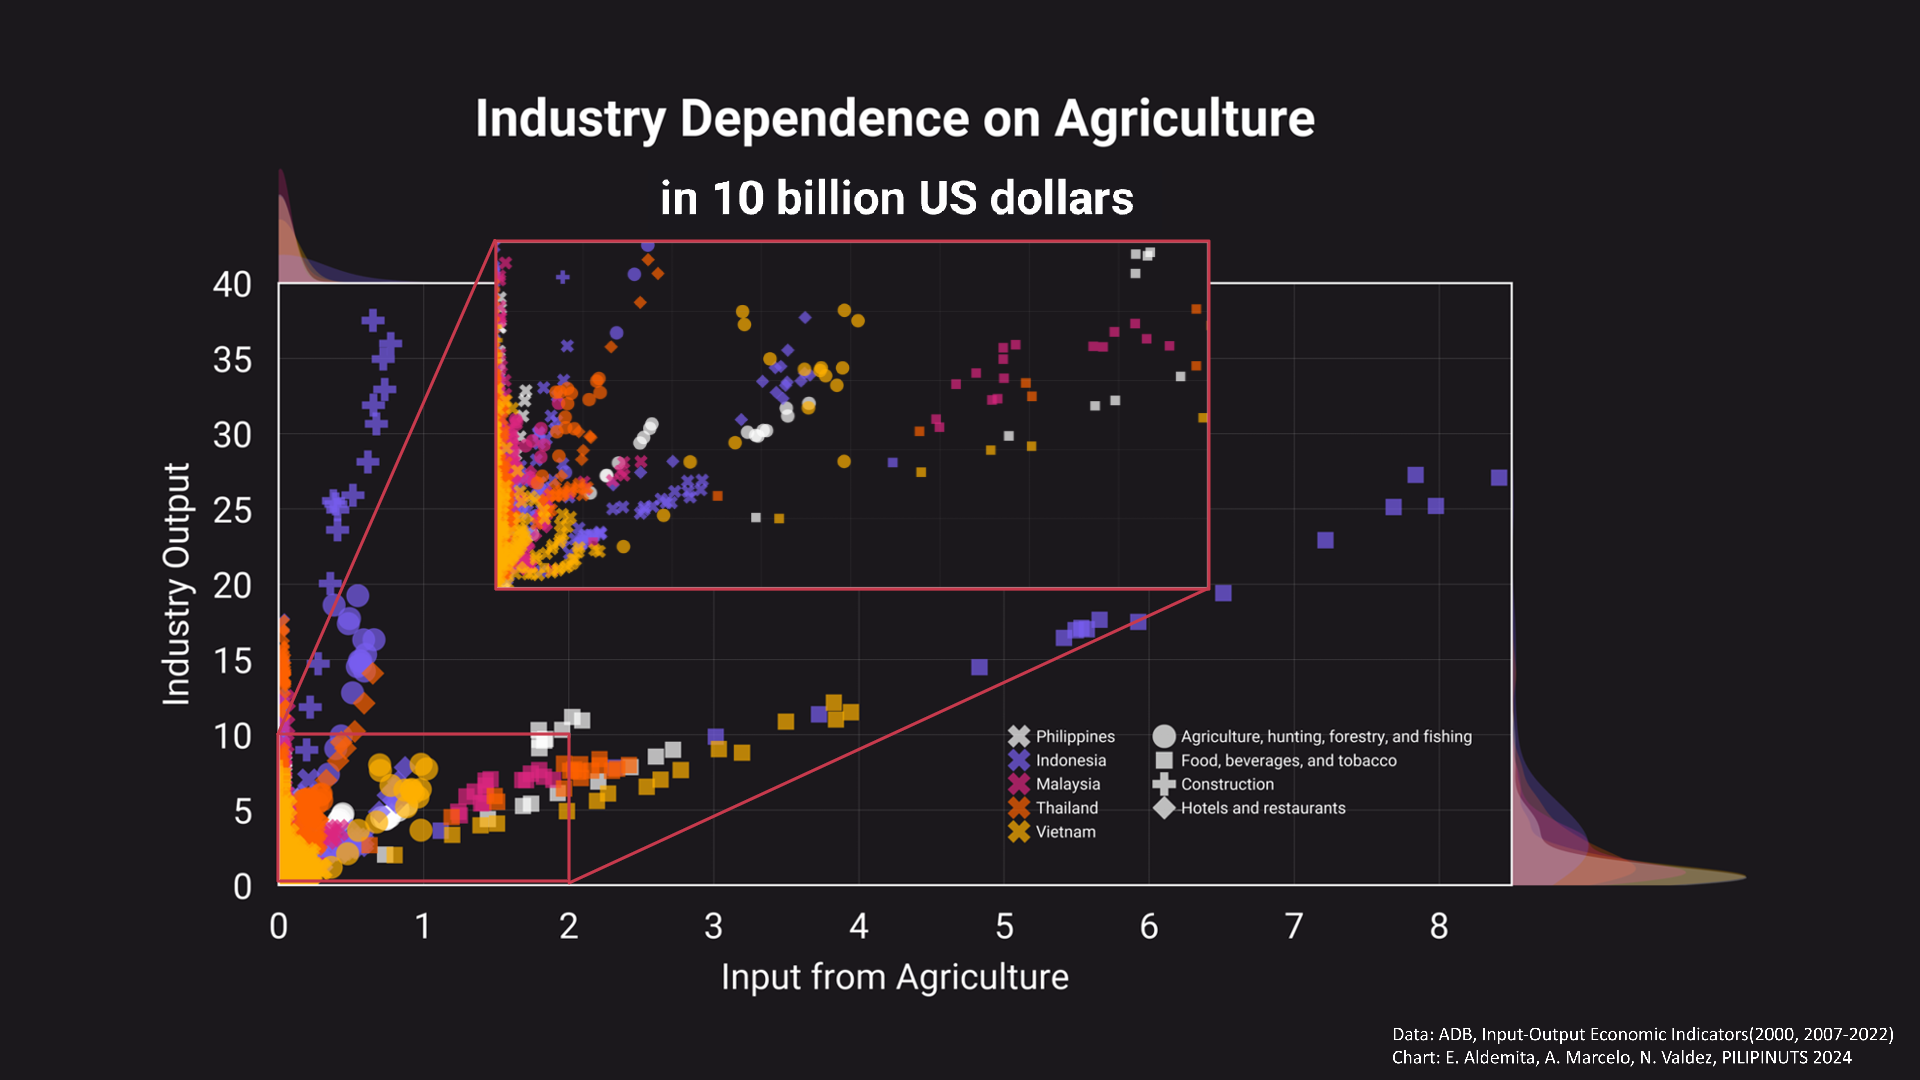 Industry Dependence on Agriculture
in 10 billion US dollars
40
35
30
25
20
15
10
5
0
Industry Output
Philippines
Indonesia
Malaysia
Thailand
Vietnam
Agriculture, hunting, forestry, and fishing
Food, beverages, and tobacco
Construction
Hotels and restaurants
0 1 2 3 4 5 6 7 8
Input from Agriculture
Data: ADB, Input-Output Economic Indicators(2000, 2007-2022)
Chart: E. Aldemita, A. Marcelo, N. Valdez, PILIPINUTS 2024